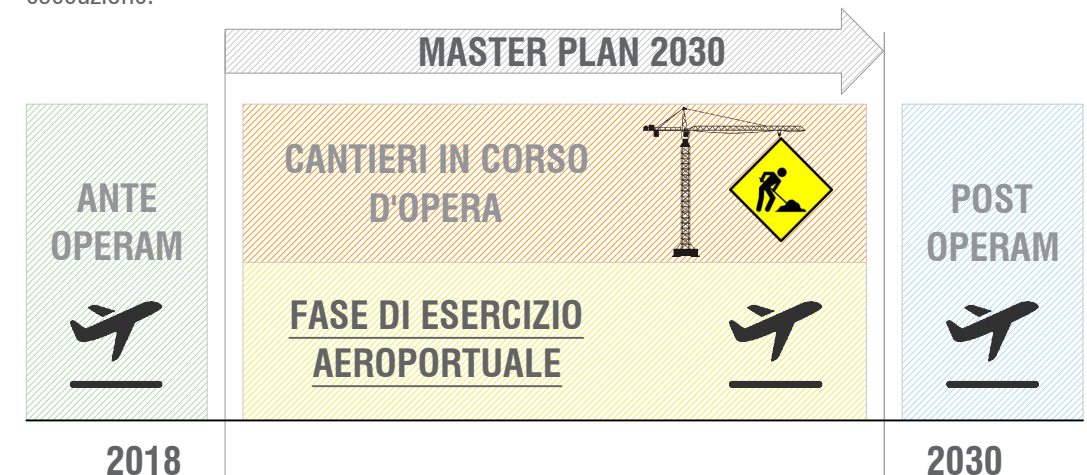 MASTER PLAN 2030
CANTIERI IN CORSO
D'OPERA
ANTE
OPERAM
POST
OPERAM
FASE DI ESERCIZIO
AEROPORTUALE
2018
2030